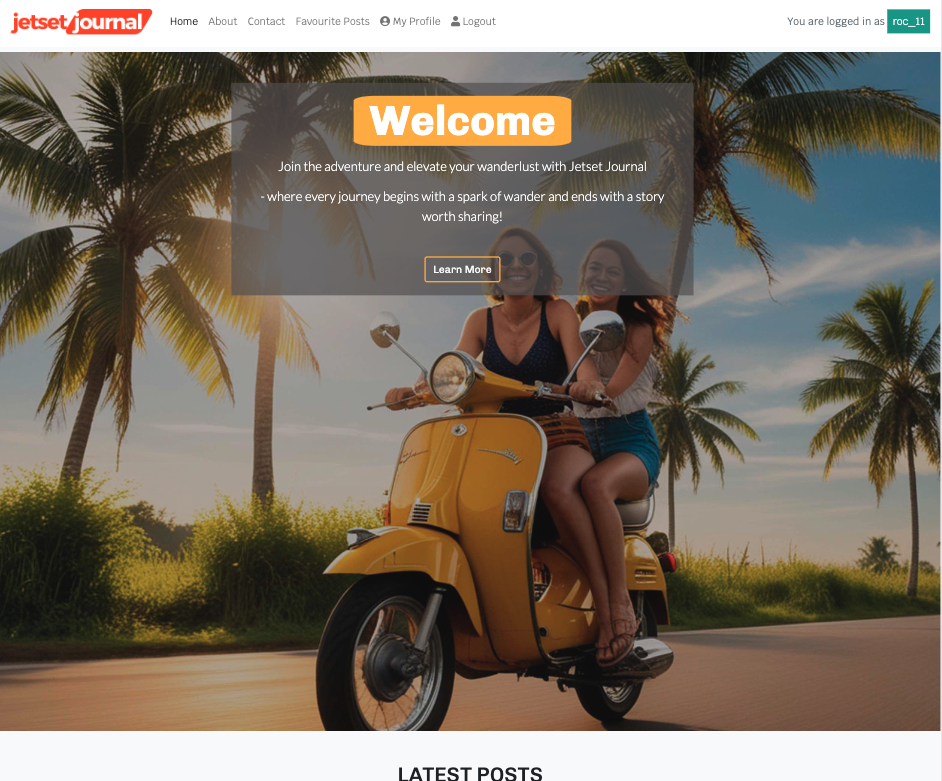 jetset journal Home About Contact Favourite Posts My Profile Logout You are logged in as roc_11
Welcome
Join the adventure and elevate your wanderlust with Jetset Journal
- where every journey begins with a spark of wander and ends with a story
worth sharing!
Learn More
LATEST POSTS